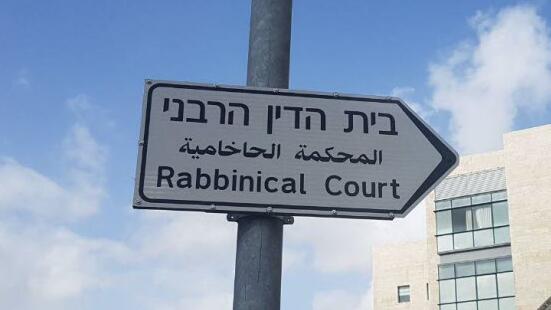 בית הדין הרבני
المحكمة الحاخامية
Rabbinical Court